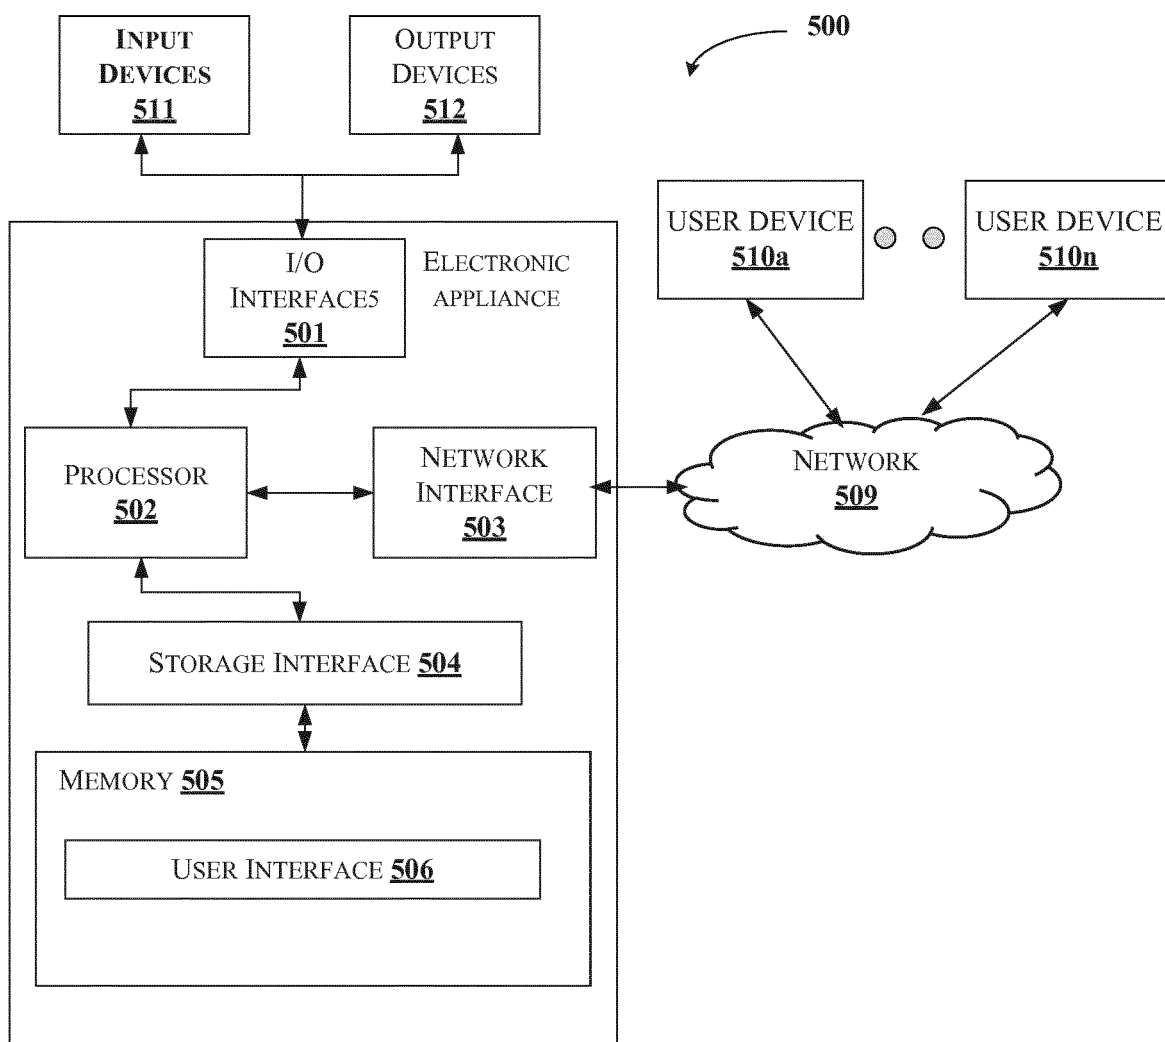 INPUT
DEVICES
511
OUTPUT
DEVICES
512
500
USER DEVICE
510a
USER DEVICE
510n
I/O
INTERFACE5
501
ELECTRONIC
APPLIANCE
PROCESSOR
502
NETWORK
INTERFACE
503
NETWORK
509
STORAGE INTERFACE 504
MEMORY 505
USER INTERFACE 506